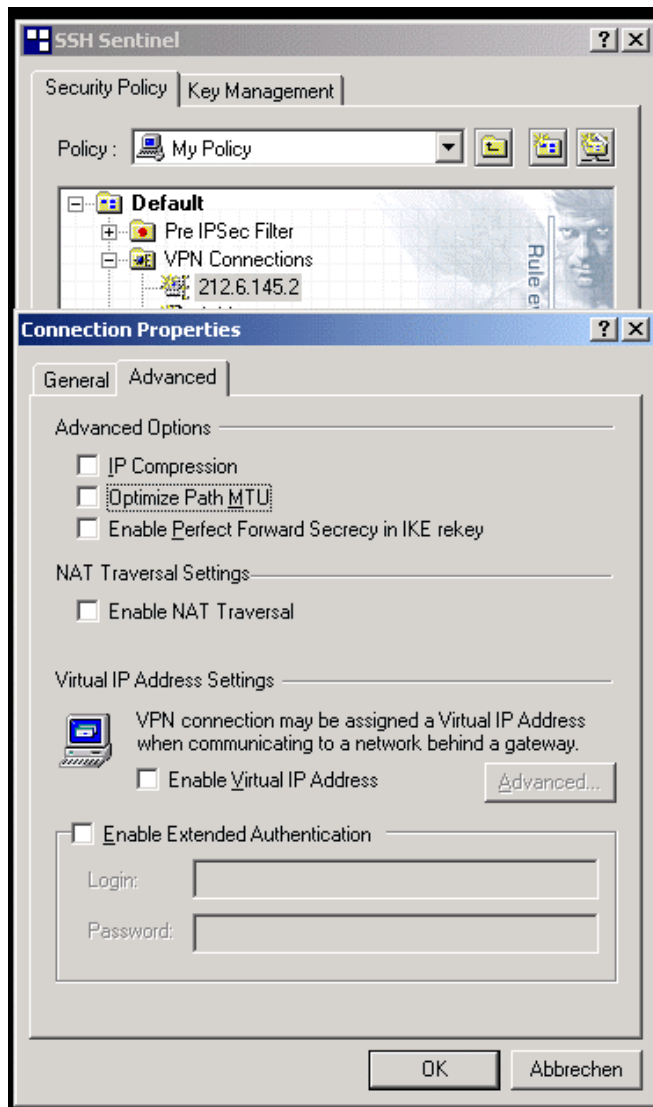 SSH Sentinel
Security Policy Key Management
Policy : My Policy
Default
Pre IPSec Filter
VPN Connections
212.6.145.2
Connection Properties
General Advanced
Advanced Options
IP Compression
Optimize Path MTU
Enable Perfect Forward Secrecy in IKE rekey
NAT Traversal Settings
Enable NAT Traversal
Virtual IP Address Settings
VPN connection may be assigned a Virtual IP Address
when communicating to a network behind a gateway.
Enable Virtual IP Address Advanced...
Enable Extended Authentication
Login:
Password:
OK Abbrechen
Rule